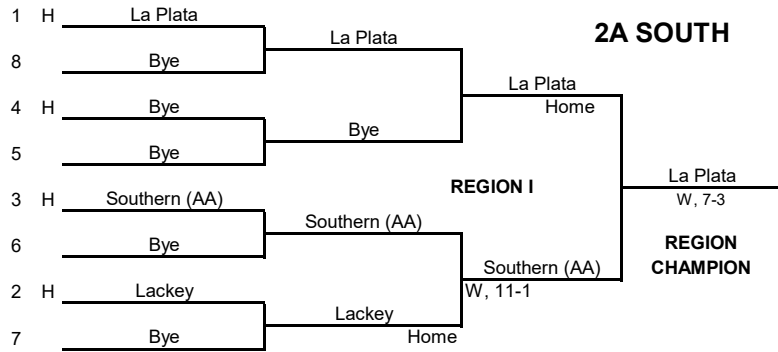 1 H La Plata
La Plata
2A SOUTH
8 Bye
La Plata
4 H Bye
Home
Bye
5 Bye
REGION I
La Plata
3 H Southern (AA)
W, 7-3
Southern (AA)
6 Bye
REGION
CHAMPION
Southern (AA)
2 H Lackey
W, 11-1
Lackey
7 Bye
Home